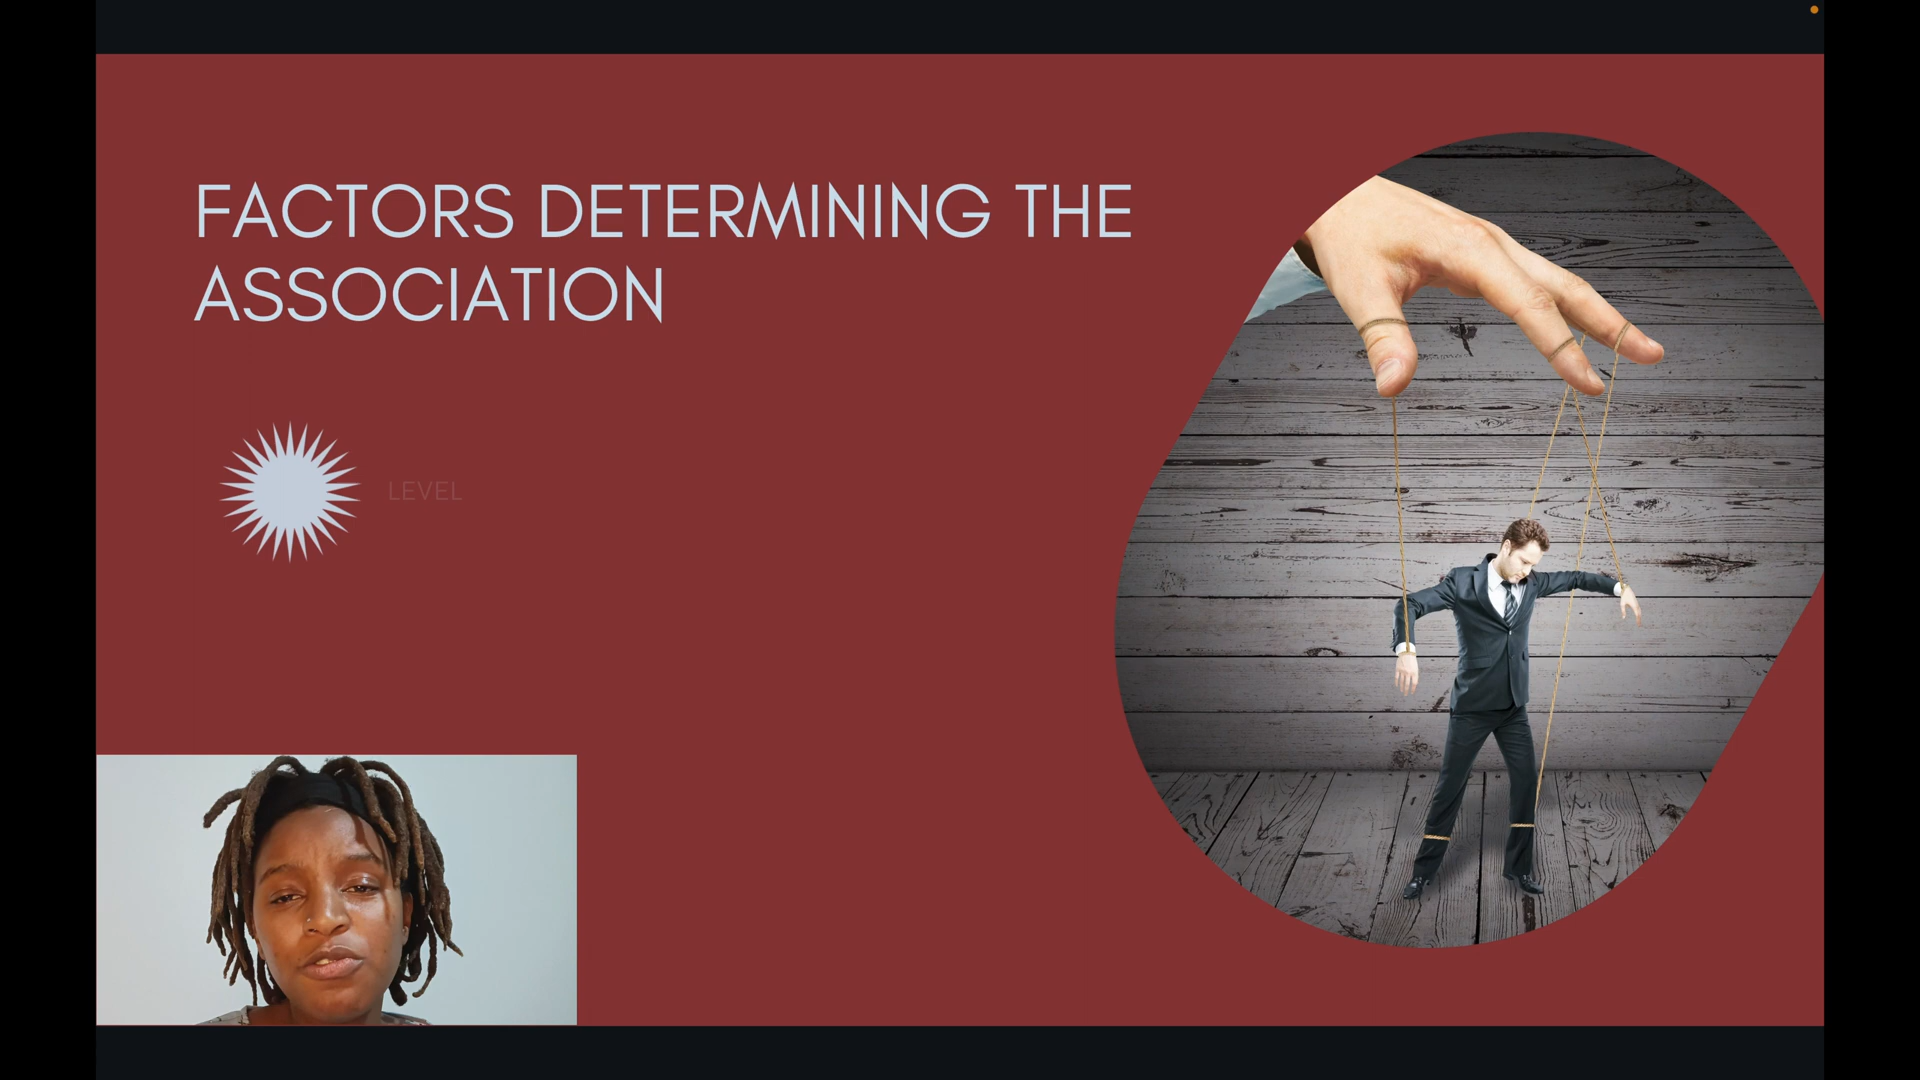 FACTORS DETERMINING THE
ASSOCIATION
LEVEL